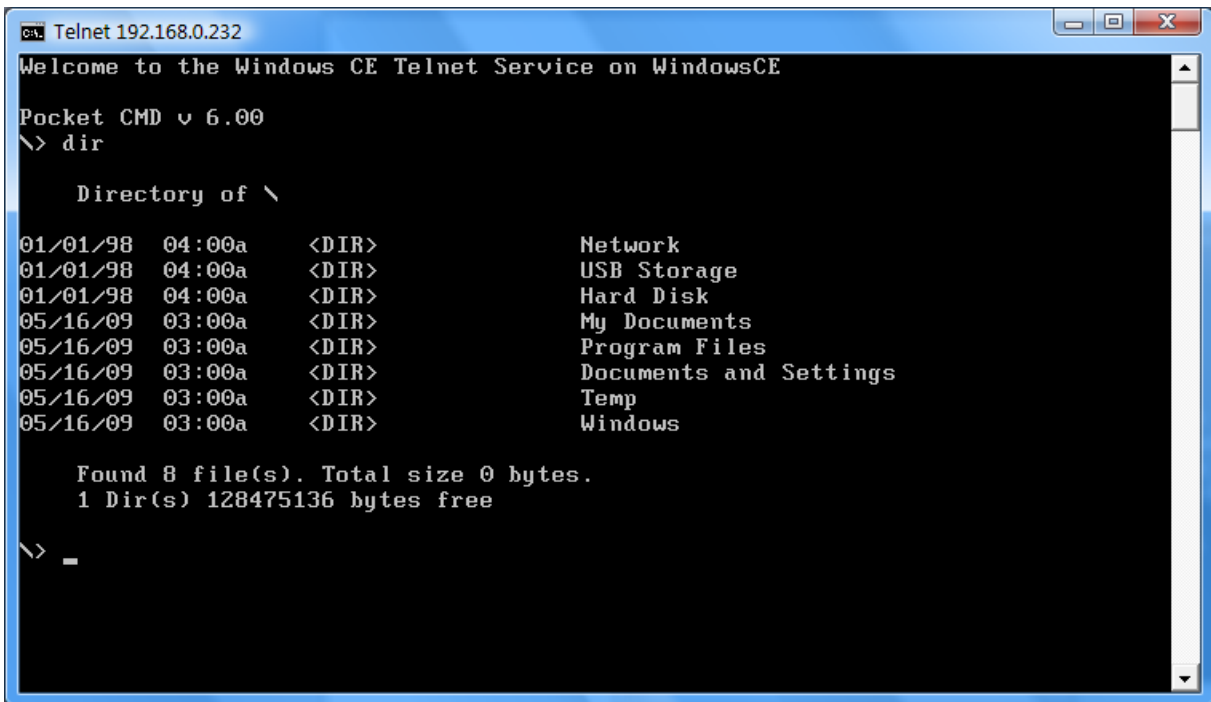 Telnet 192.168.0.232
Welcome to the Windows CE Telnet Service on WindowsCE
Pocket CMD v 6.00
\> dir
Directory of \
01/01/98 04:00a <DIR> Network
01/01/98 04:00a <DIR> USB Storage
01/01/98 04:00a <DIR> Hard Disk
05/16/09 03:00a <DIR> My Documents
05/16/09 03:00a <DIR> Program Files
05/16/09 03:00a <DIR> Documents and Settings
05/16/09 03:00a <DIR> Temp
05/16/09 03:00a <DIR> Windows
Found 8 file(s). Total size 0 bytes.
1 Dir(s) 128475136 bytes free
\> _